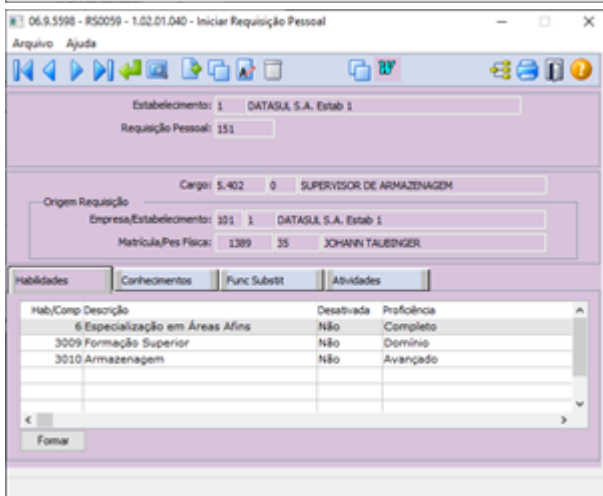 06.9.5598 - RS0059 - 1.02.01.040 - Iniciar Requisição Pessoal
Arquivo Ajuda
Estabelecimento: 1 DATASUL S.A. Estab 1
Requisição Pessoal: 151
Cargo: 5.402 0 SUPERVISOR DE ARMAZENAGEM
Origem Requisição
Empresa/Estabelecimento: 101 1 DATASUL S.A. Estab 1
Matrícula/Pes Física: 1389 35 JOHANN TAUBINGER
Habilidades Conhecimentos Func Substit Atividades
Hab/Comp Descrição Desativada Proficiência
6 Especialização em Áreas Afins Não Completo
3009 Formação Superior Não Domínio
3010 Armazenagem Não Avançado
Formar